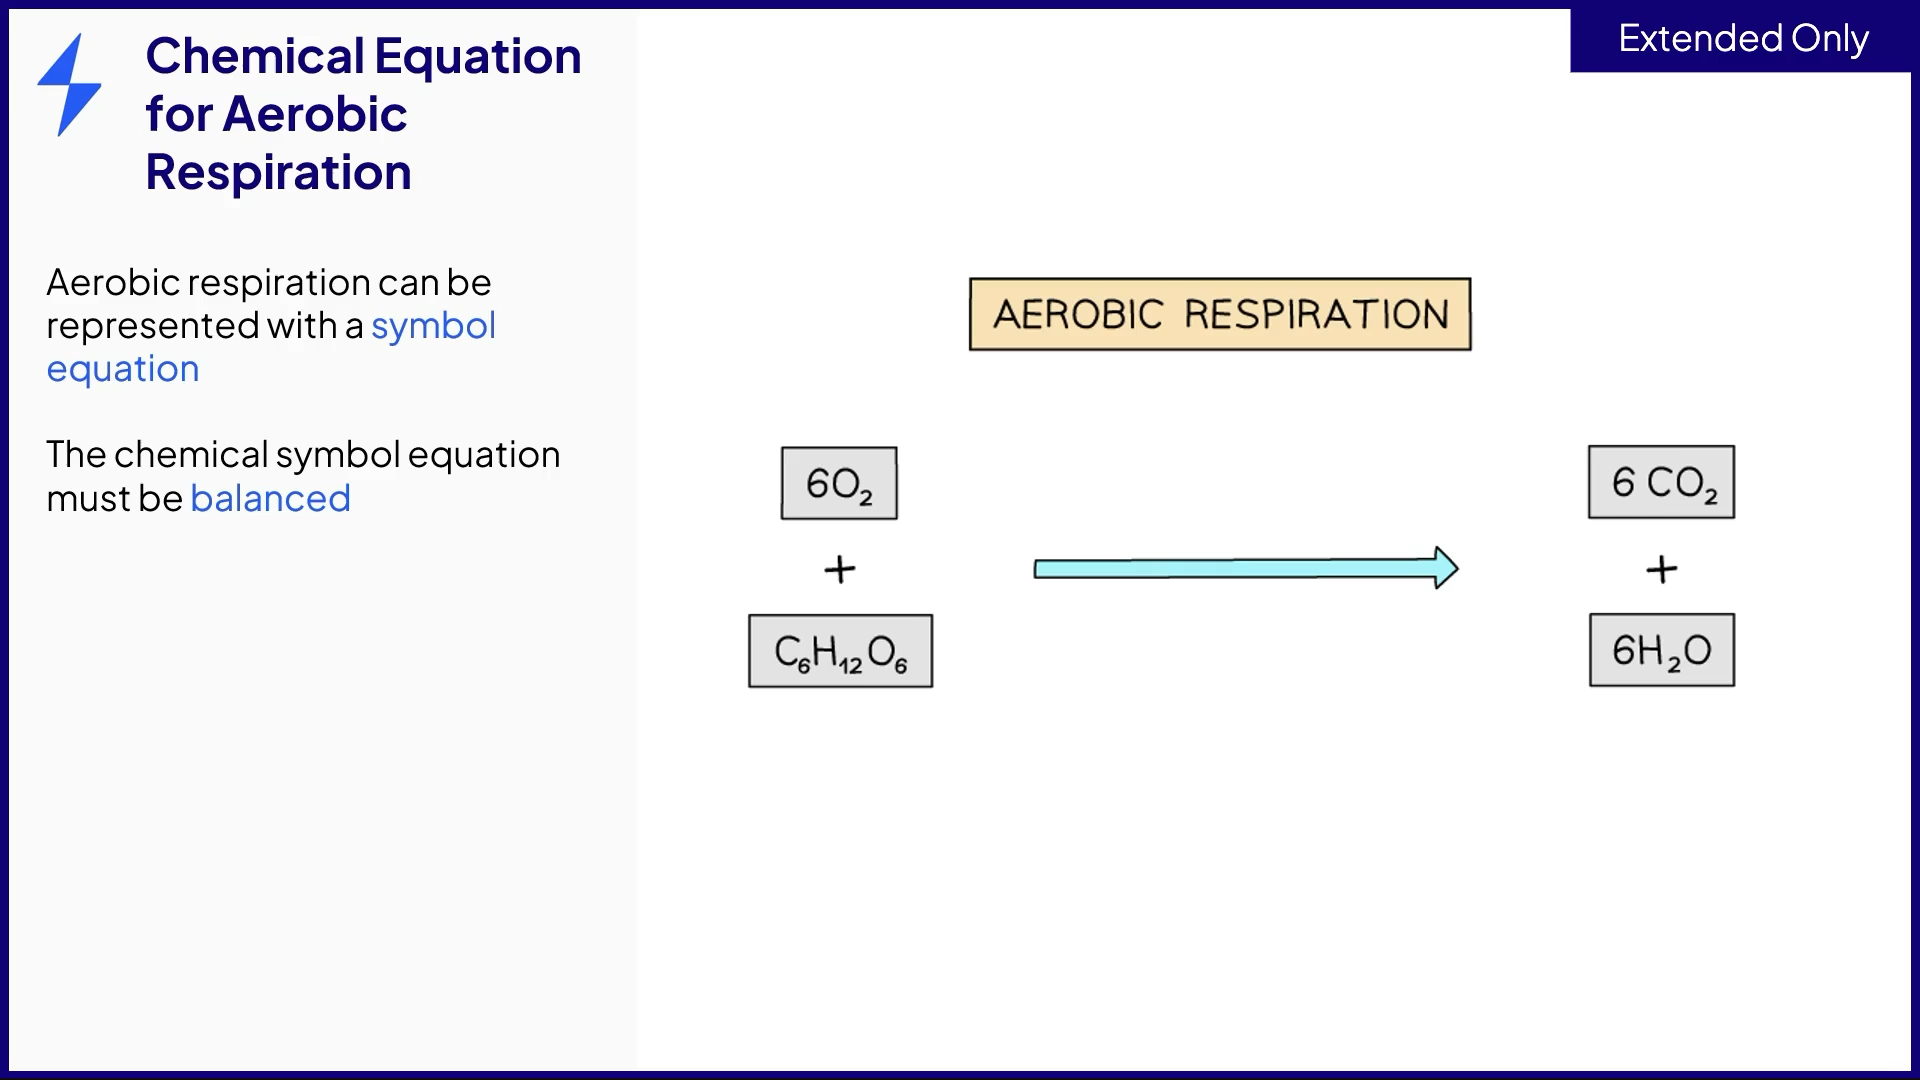 Chemical Equation
for Aerobic
Respiration
Extended Only
Aerobic respiration can be
represented with a symbol
equation
The chemical symbol equation
must be balanced
AEROBIC RESPIRATION
6O₂
+
C₆H₁₂O₆
6 CO₂
+
6H₂O